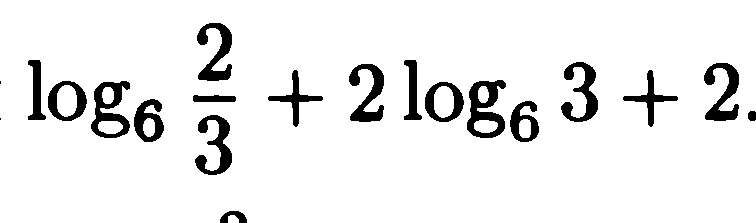 log₆ 2/3 + 2 log₆ 3 + 2.